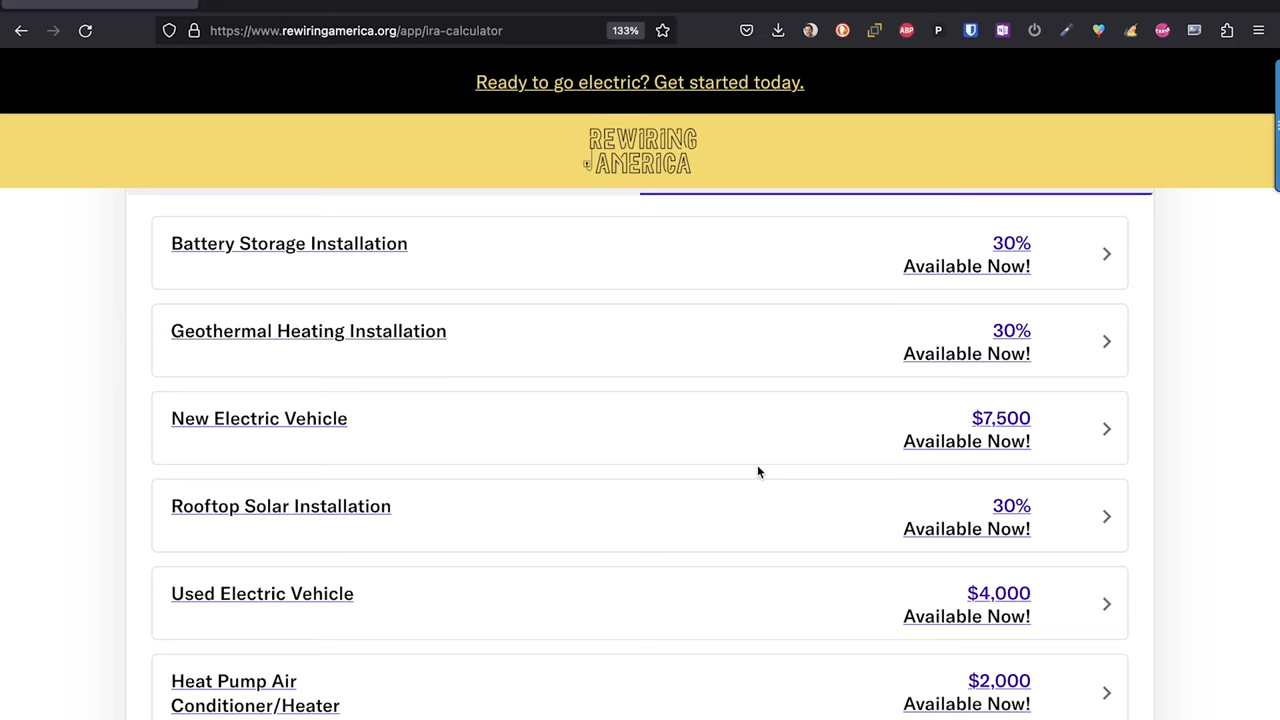 https://www.rewiringamerica.org/app/ira-calculator
133%
ABP
P
Ready to go electric? Get started today.
REWIRING
AMERICA
Battery Storage Installation
30%
Available Now!
Geothermal Heating Installation
30%
Available Now!
New Electric Vehicle
$7,500
Available Now!
Rooftop Solar Installation
30%
Available Now!
Used Electric Vehicle
$4,000
Available Now!
Heat Pump Air
Conditioner/Heater
$2,000
Available Now!